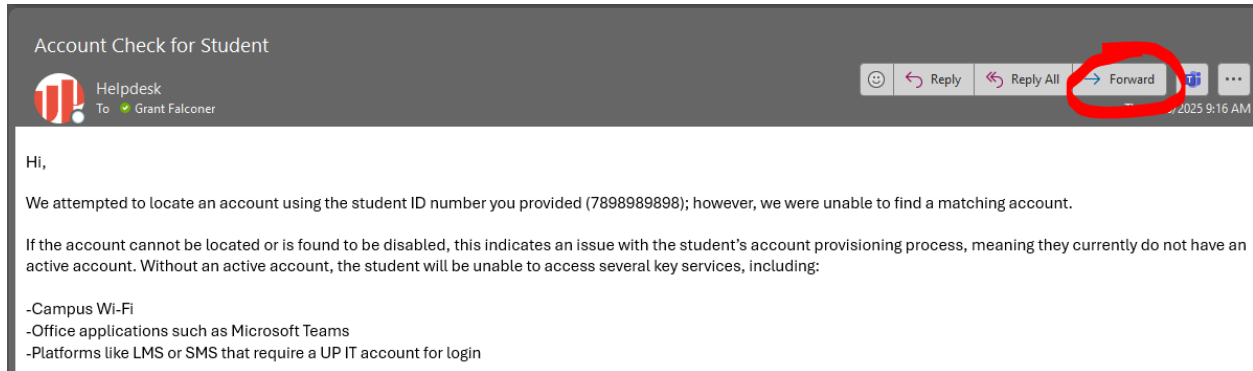 Account Check for Student
Helpdesk
Reply
Reply All
Forward
To Grant Falconer
/2025 9:16 AM
Hi,
We attempted to locate an account using the student ID number you provided (7898989898); however, we were unable to find a matching account.
If the account cannot be located or is found to be disabled, this indicates an issue with the student's account provisioning process, meaning they currently do not have an
active account. Without an active account, the student will be unable to access several key services, including:
-Campus Wi-Fi
-Office applications such as Microsoft Teams
-Platforms like LMS or SMS that require a UP IT account for login